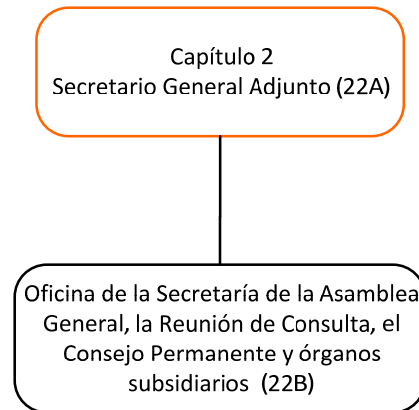 Capítulo 2
Secretario General Adjunto (22A)
Oficina de la Secretaría de la Asamblea
General, la Reunión de Consulta, el
Consejo Permanente y órganos
subsidiarios (22B)